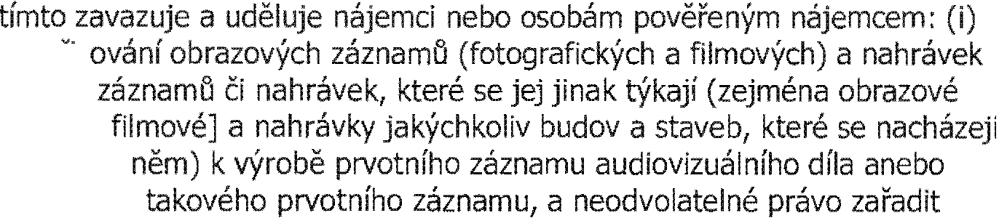 tímto zavazuje a uděluje nájemci nebo osobám pověřeným nájemcem: (i)
ování obrazových záznamů (fotografických a filmových) a nahrávek
záznamů či nahrávek, které se jej jinak týkají (zejména obrazové
filmové] a nahrávky jakýchkoliv budov a staveb, které se nacházejí
něm) k výrobě prvotního záznamu audiovizuálního díla anebo
takového prvotního záznamu, a neodvolatelné právo zařadit